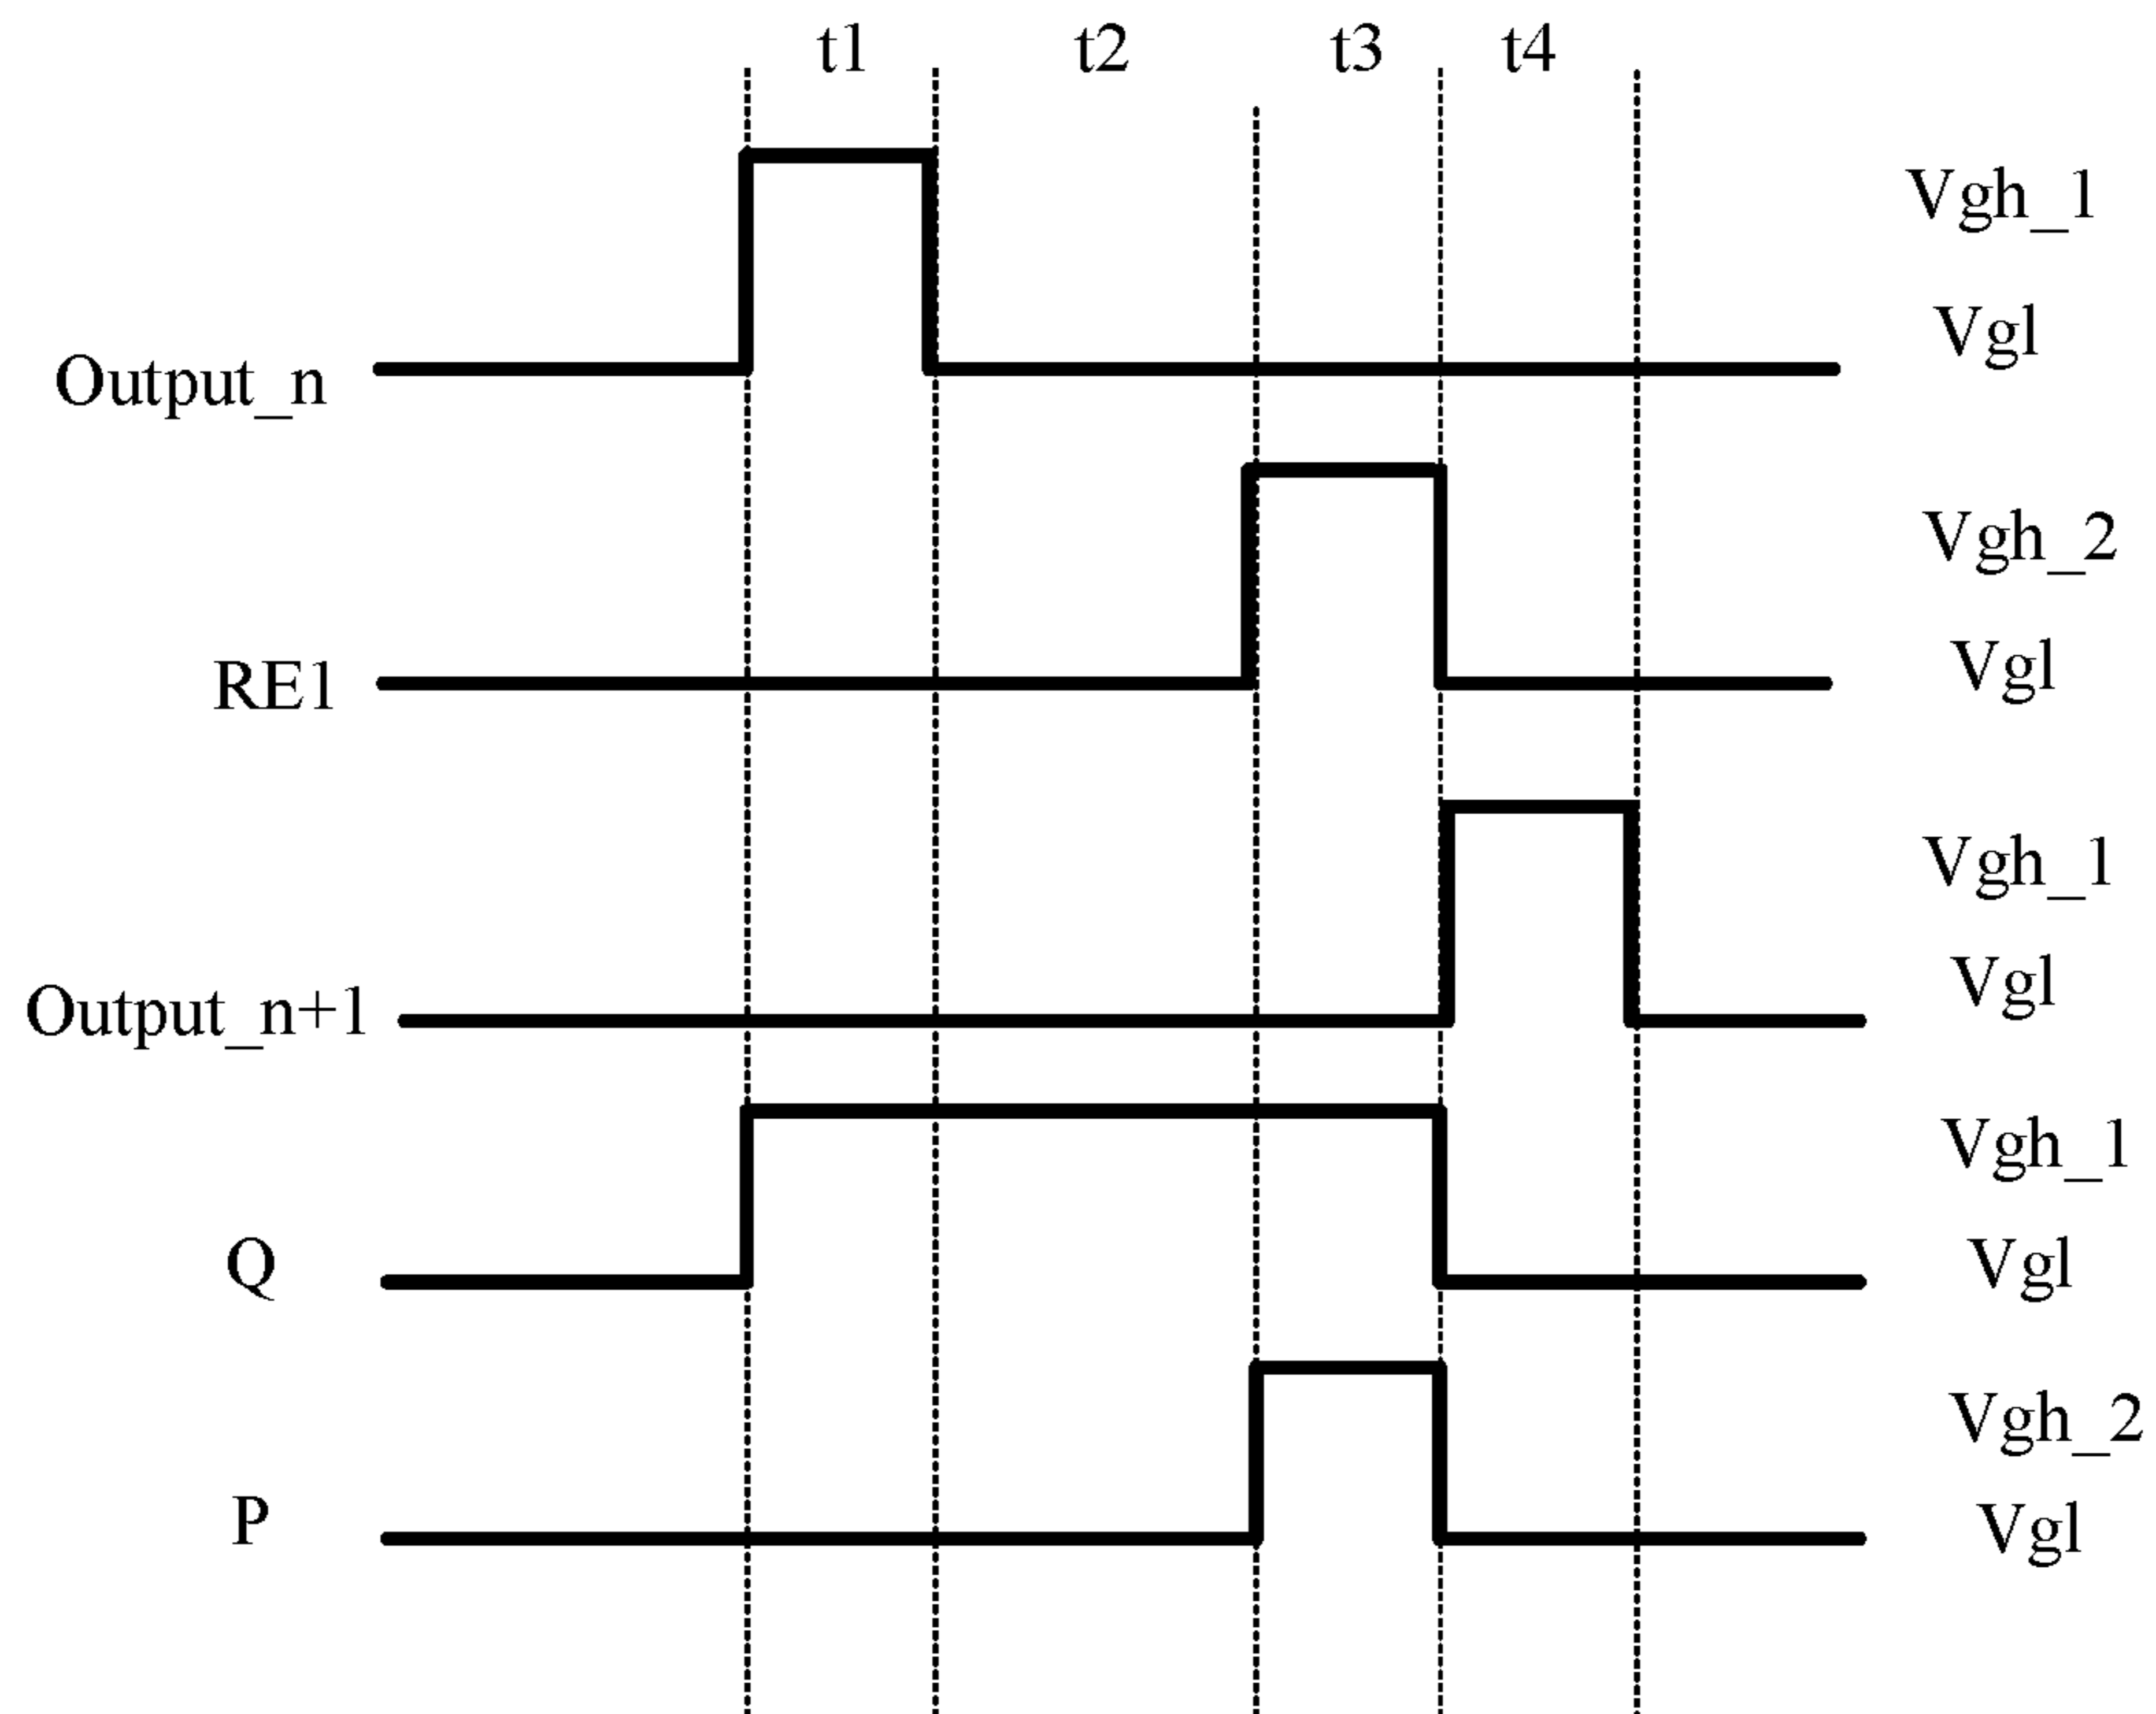 t1 t2 t3 t4
Vgh_1
Vgl
Output_n
Vgh_2
RE1 Vgl
Vgh_1
Vgl
Output_n+1
Vgh_1
Q Vgl
Vgh_2
P Vgl